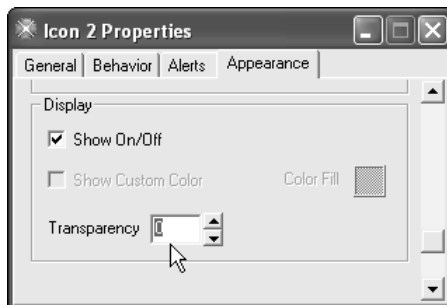 Icon 2 Properties
General Behavior Alerts Appearance
Display
Show On/Off
Show Custom Color Color Fill
Transparency 0